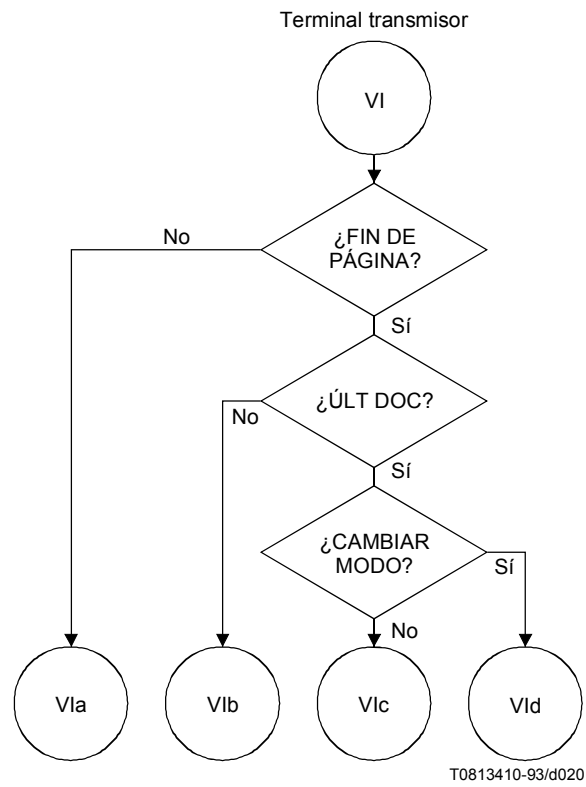 Terminal transmisor
VI
No
¿FIN DE
PÁGINA?
Sí
No
¿ÚLT DOC?
Sí
¿CAMBIAR
MODO?
Sí
No
VIa
VIb
VIc
VId
T0813410-93/d020